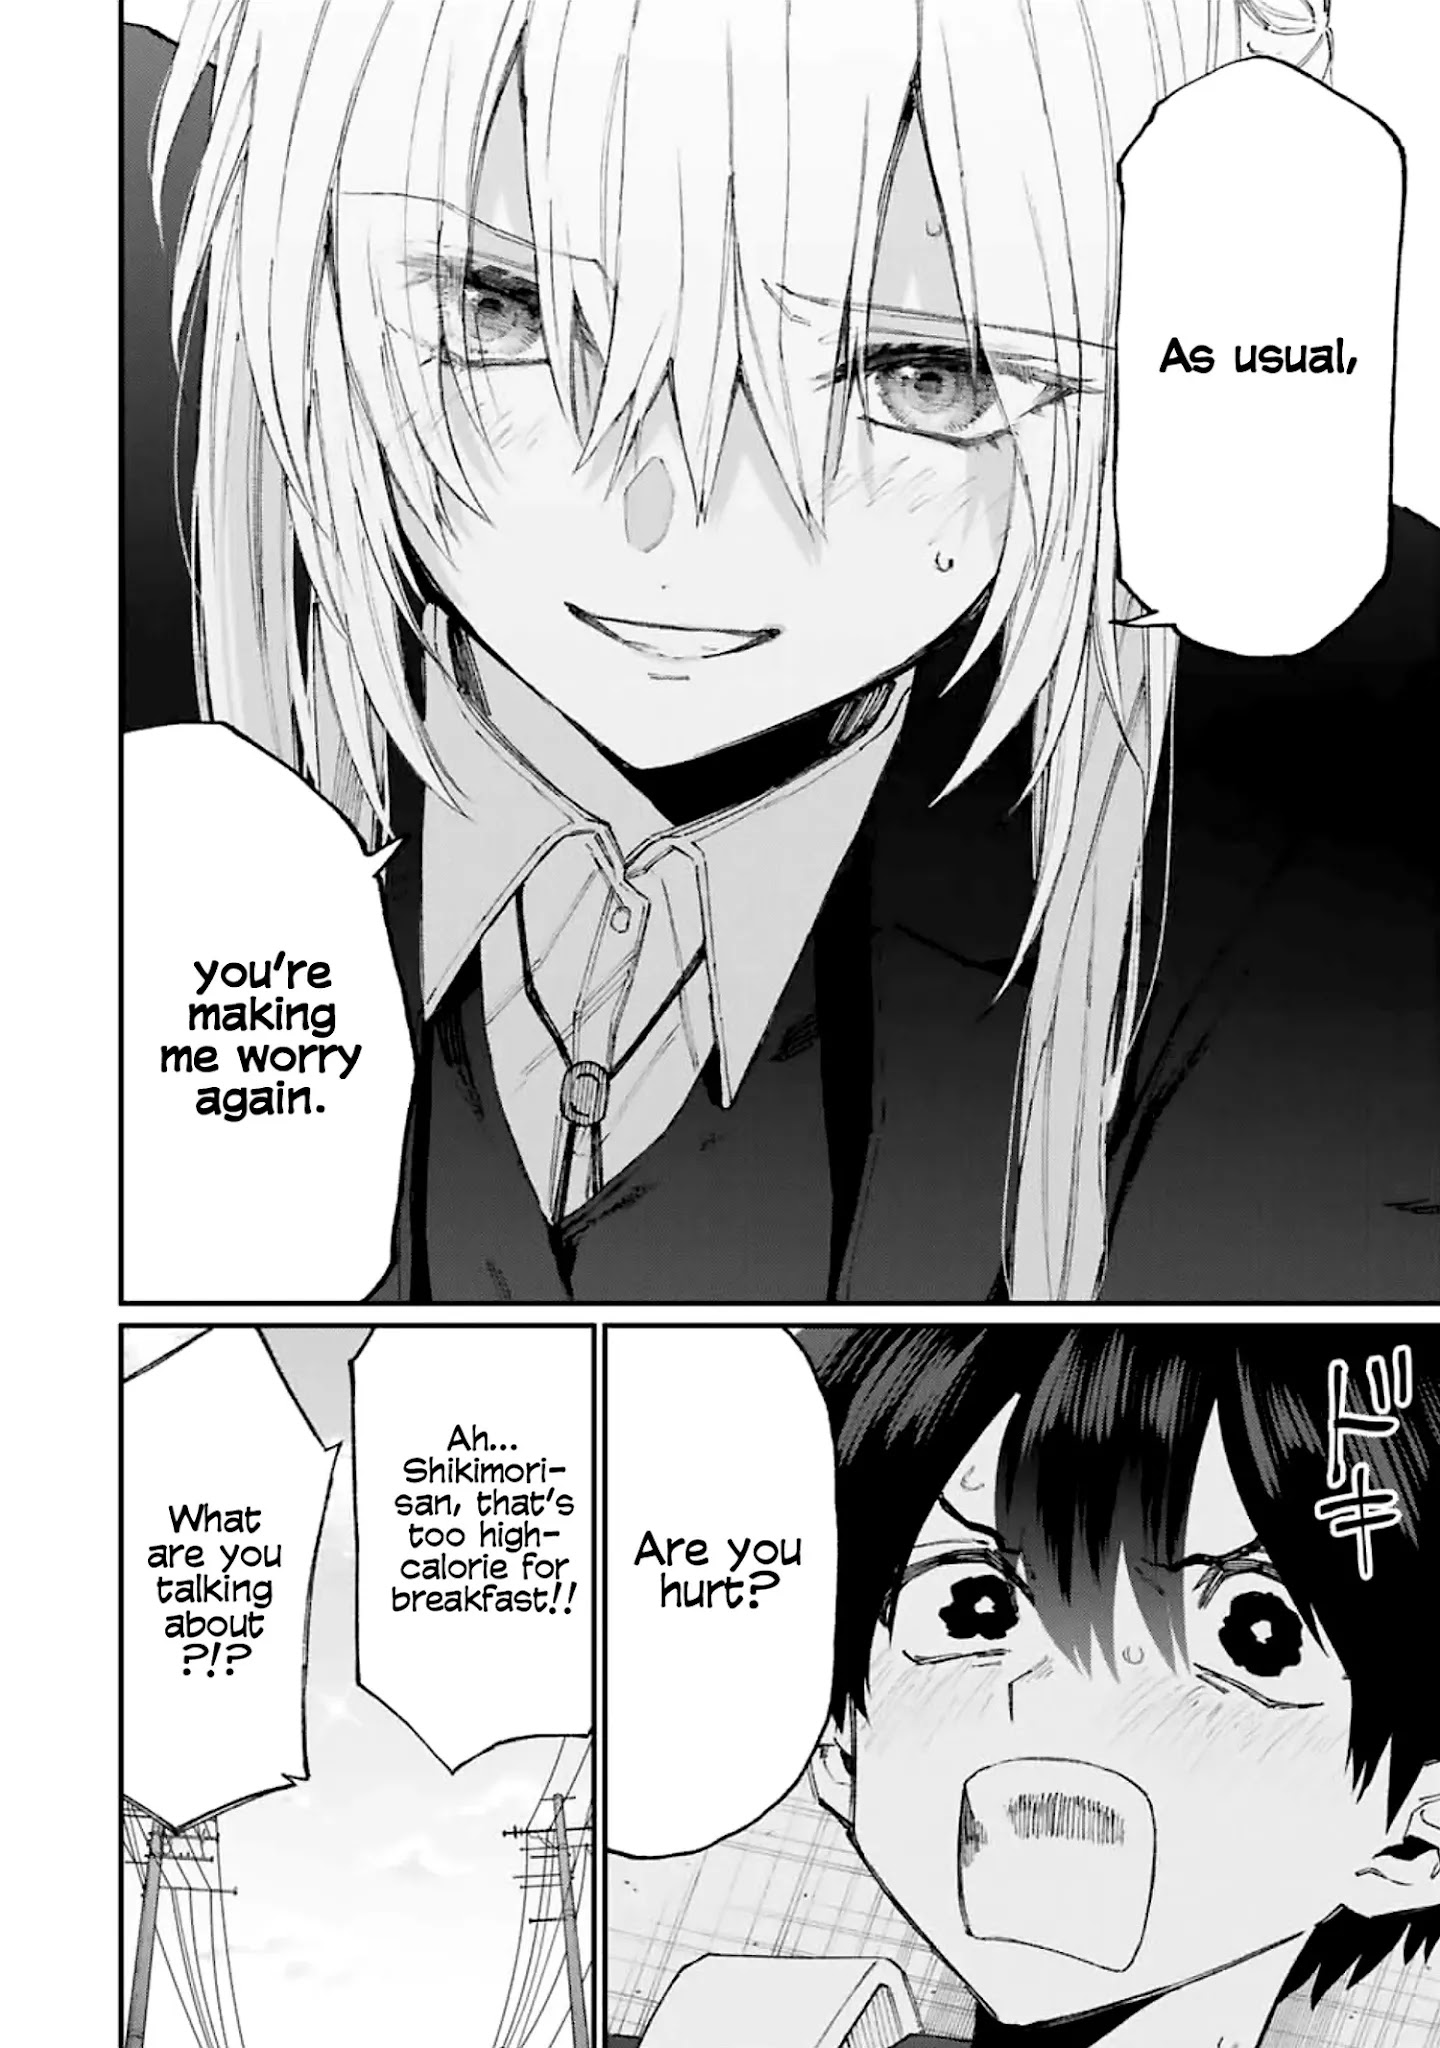 As usual,
you're
making
me worry
again.
ドキ
Are you
hurt?
Ah...
Shikimori-
san, that's
too high-
calorie for
breakfast!!
What
are you
talking
about
?!?